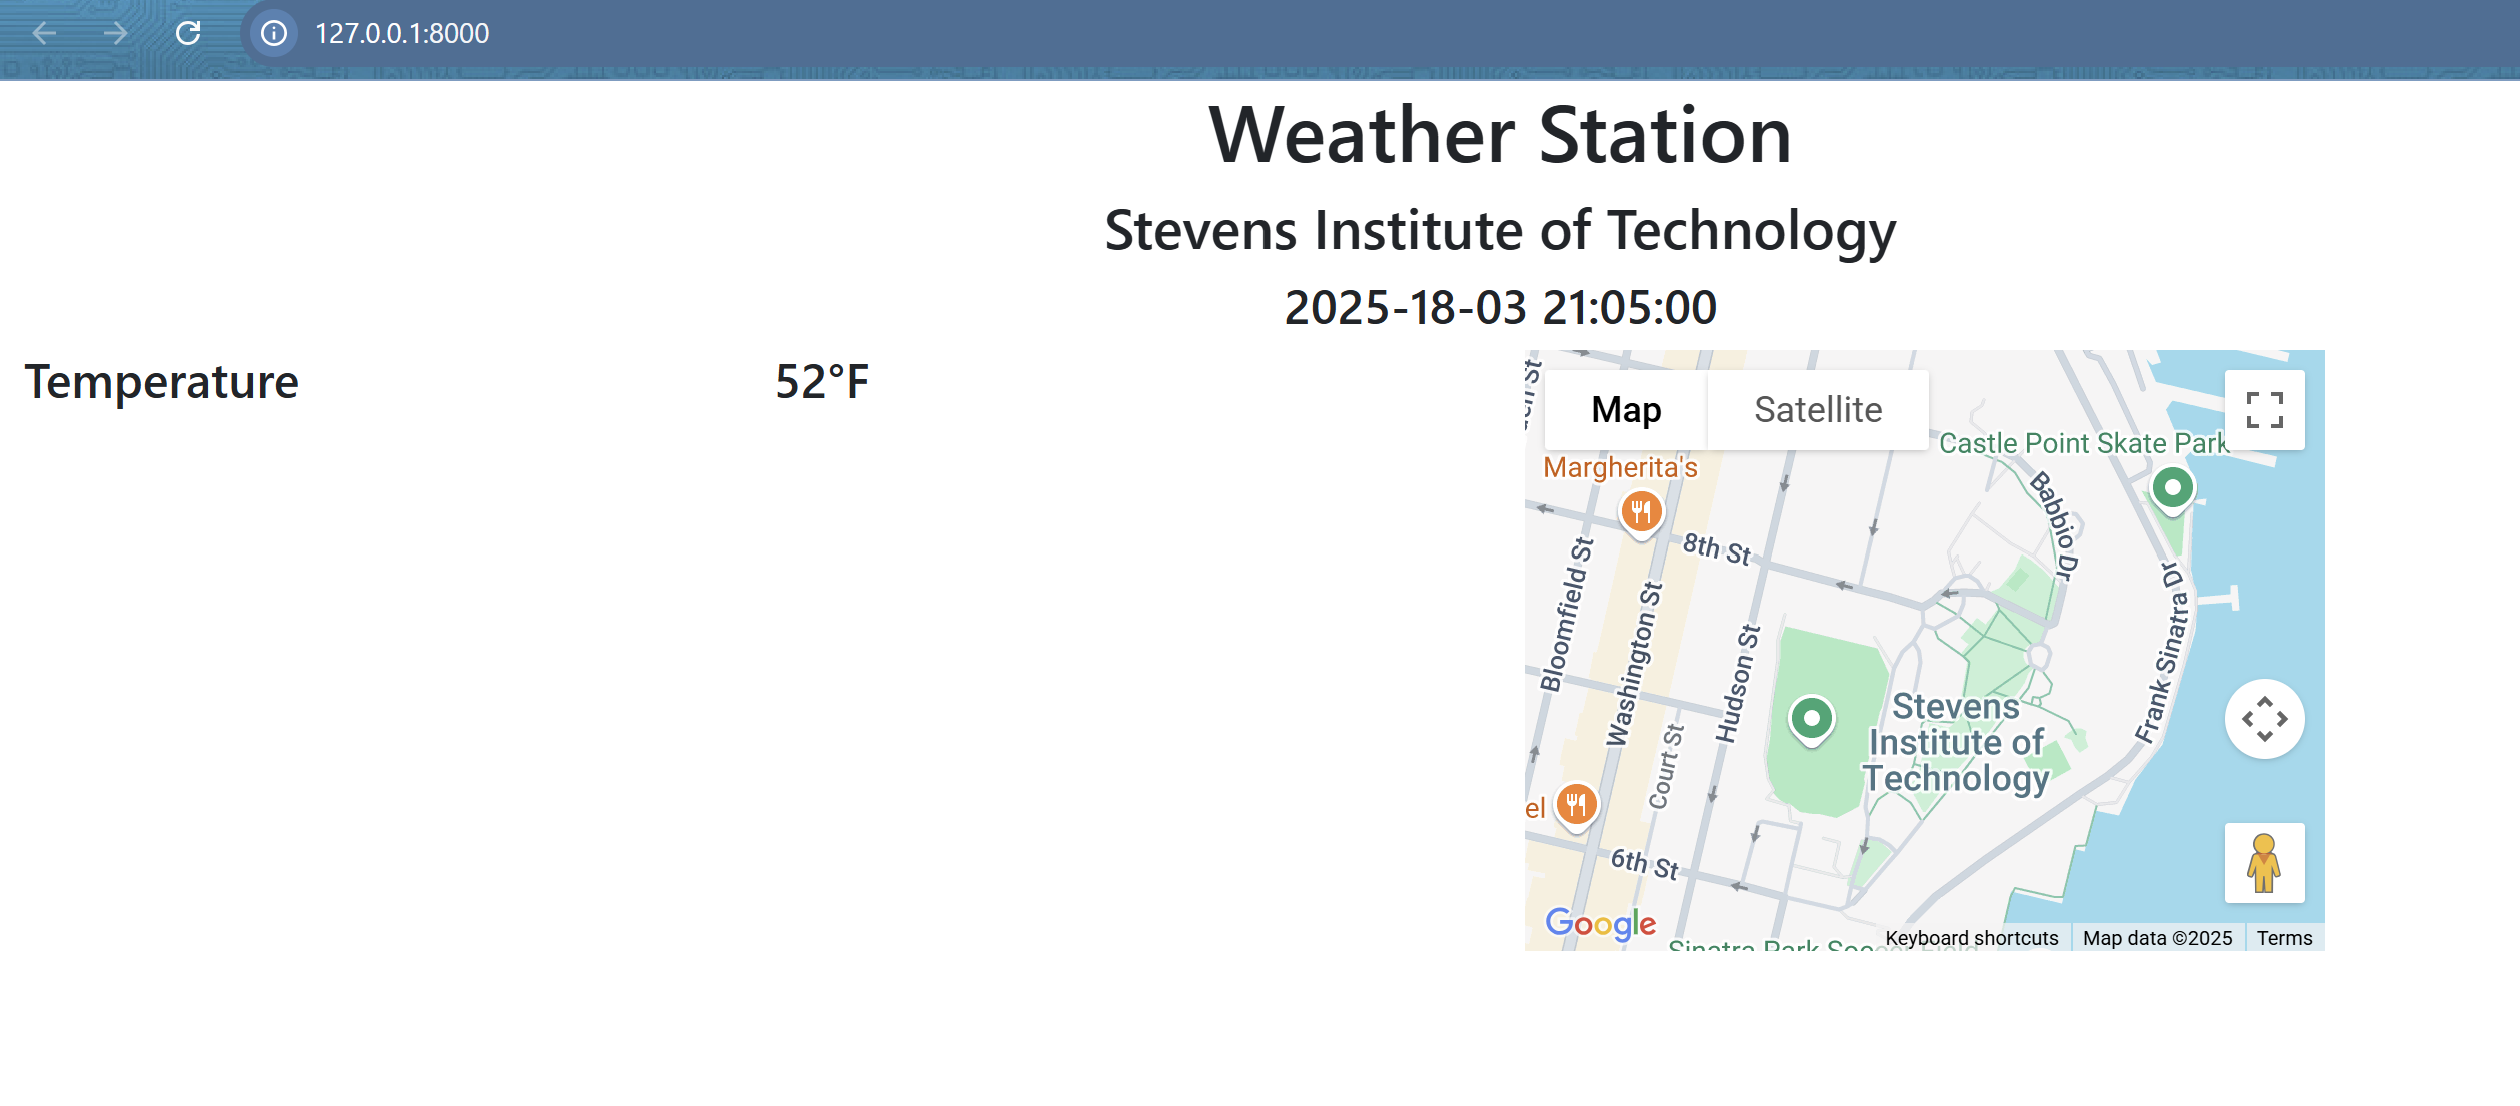 127.0.0.1:8000
Weather Station
Stevens Institute of Technology
2025-18-03 21:05:00
Temperature
52°F
Map
Satellite
Castle Point Skate Park
Margherita's
Babbio Dr
8th St
Bloomfield St
Washington St
Hudson St
Court St
Frank Sinatra Dr
Stevens
Institute of
Technology
el
6th St
Google
Sinatra Park Soccer Field
Keyboard shortcuts
Map data ©2025
Terms